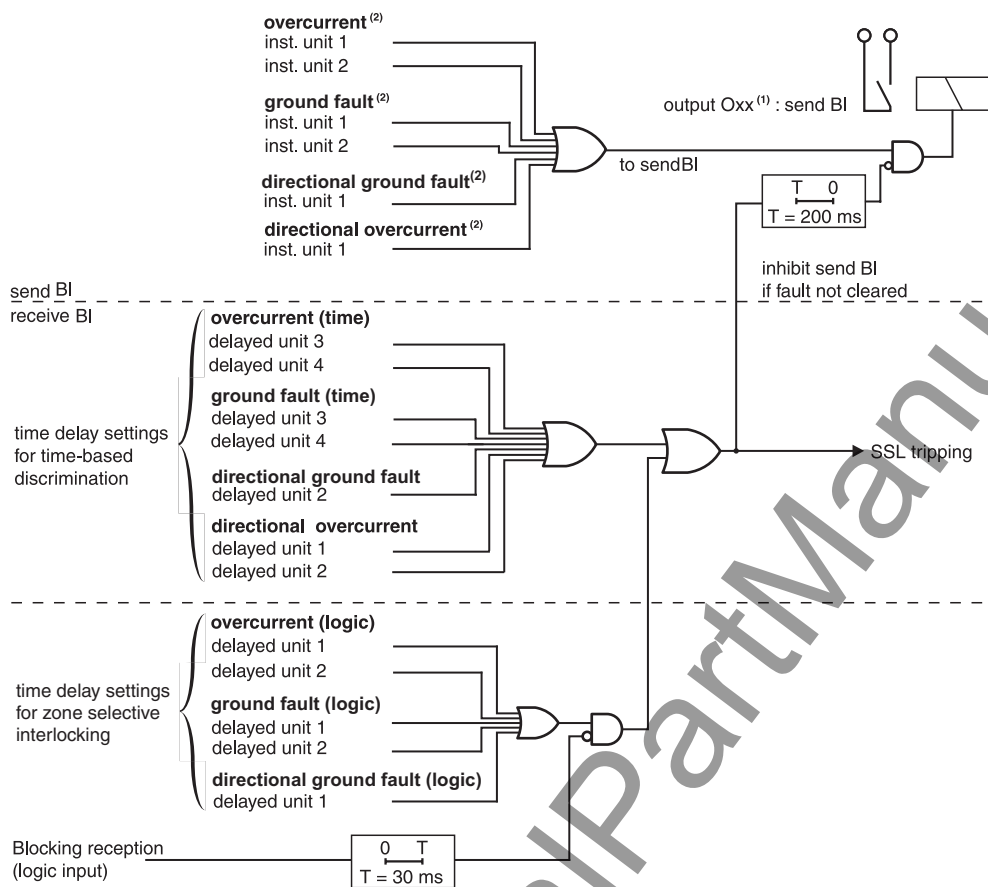 overcurrent (2)
inst. unit 1
inst. unit 2
ground fault (2)
inst. unit 1
inst. unit 2
directional ground fault(2)
inst. unit 1
directional overcurrent (2)
inst. unit 1
output Oxx (1) : send BI
to sendBI
T 0
T = 200 ms
inhibit send BI
if fault not cleared
send BI
receive BI
time delay settings
for time-based
discrimination
overcurrent (time)
delayed unit 3
delayed unit 4
ground fault (time)
delayed unit 3
delayed unit 4
directional ground fault
delayed unit 2
directional overcurrent
delayed unit 1
delayed unit 2
SSL tripping
time delay settings
for zone selective
interlocking
overcurrent (logic)
delayed unit 1
delayed unit 2
ground fault (logic)
delayed unit 1
delayed unit 2
directional ground fault (logic)
delayed unit 1
Blocking reception
(logic input)
0 T
T = 30 ms
lPartManu